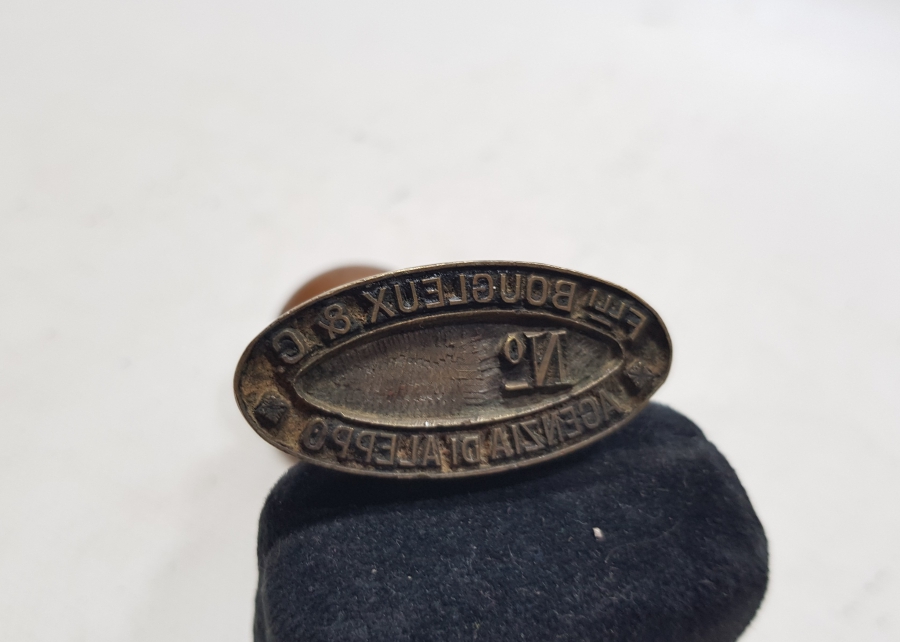 FLLI BOUGLEUX & C
No
AGENZIA DI ALEPPO